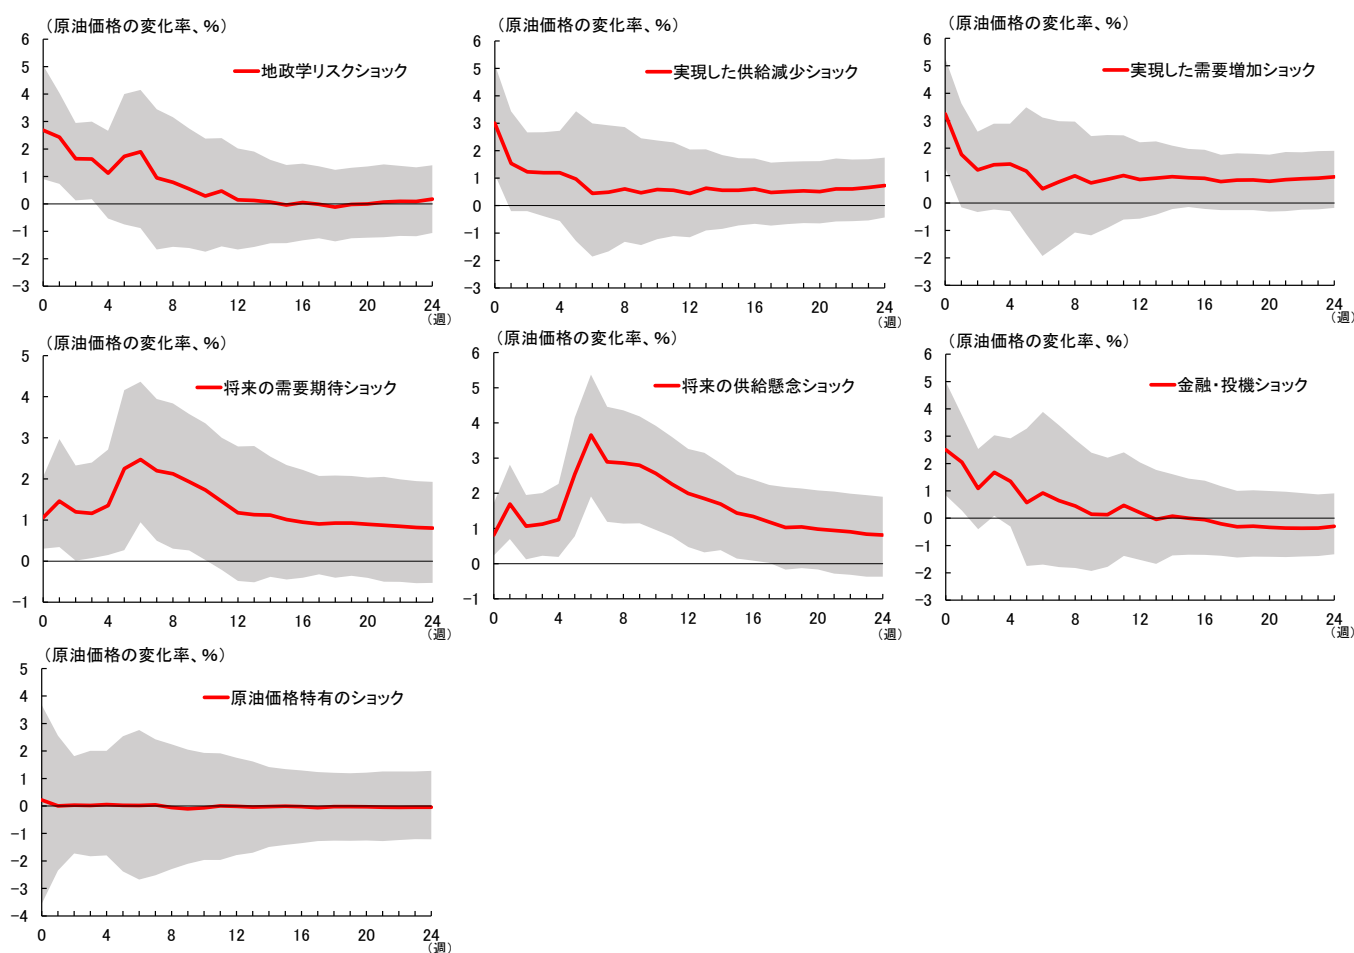 （原油価格の変化率、%）
6
5
4
3
2
1
0
−1
−2
−3
地政学リスクショック
0 4 8 12 16 20 24
（週）
（原油価格の変化率、%）
6
5
4
3
2
1
0
−1
−2
−3
実現した供給減少ショック
0 4 8 12 16 20 24
（週）
（原油価格の変化率、%）
6
5
4
3
2
1
0
−1
−2
−3
実現した需要増加ショック
0 4 8 12 16 20 24
（週）
（原油価格の変化率、%）
5
4
3
2
1
0
−1
将来の需要期待ショック
0 4 8 12 16 20 24
（週）
（原油価格の変化率、%）
6
5
4
3
2
1
0
−1
将来の供給懸念ショック
0 4 8 12 16 20 24
（週）
（原油価格の変化率、%）
6
5
4
3
2
1
0
−1
−2
−3
金融・投機ショック
0 4 8 12 16 20 24
（週）
（原油価格の変化率、%）
5
4
3
2
1
0
−1
−2
−3
−4
原油価格特有のショック
0 4 8 12 16 20 24
（週）